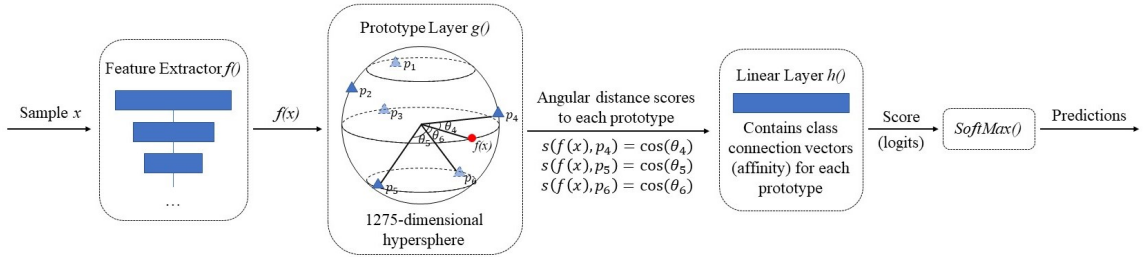 Sample x
Feature Extractor f()
...
f(x)
Prototype Layer g()
p₁
p₂
p₃
p₄
θ₄
θ₆
θ₅
f(x)
p₆
p₅
1275-dimensional
hypersphere
Angular distance scores
to each prototype
s(f(x), p₄) = cos(θ₄)
s(f(x), p₅) = cos(θ₅)
s(f(x), p₆) = cos(θ₆)
Linear Layer h()
Contains class
connection vectors
(affinity) for each
prototype
Score
(logits)
SoftMax()
Predictions